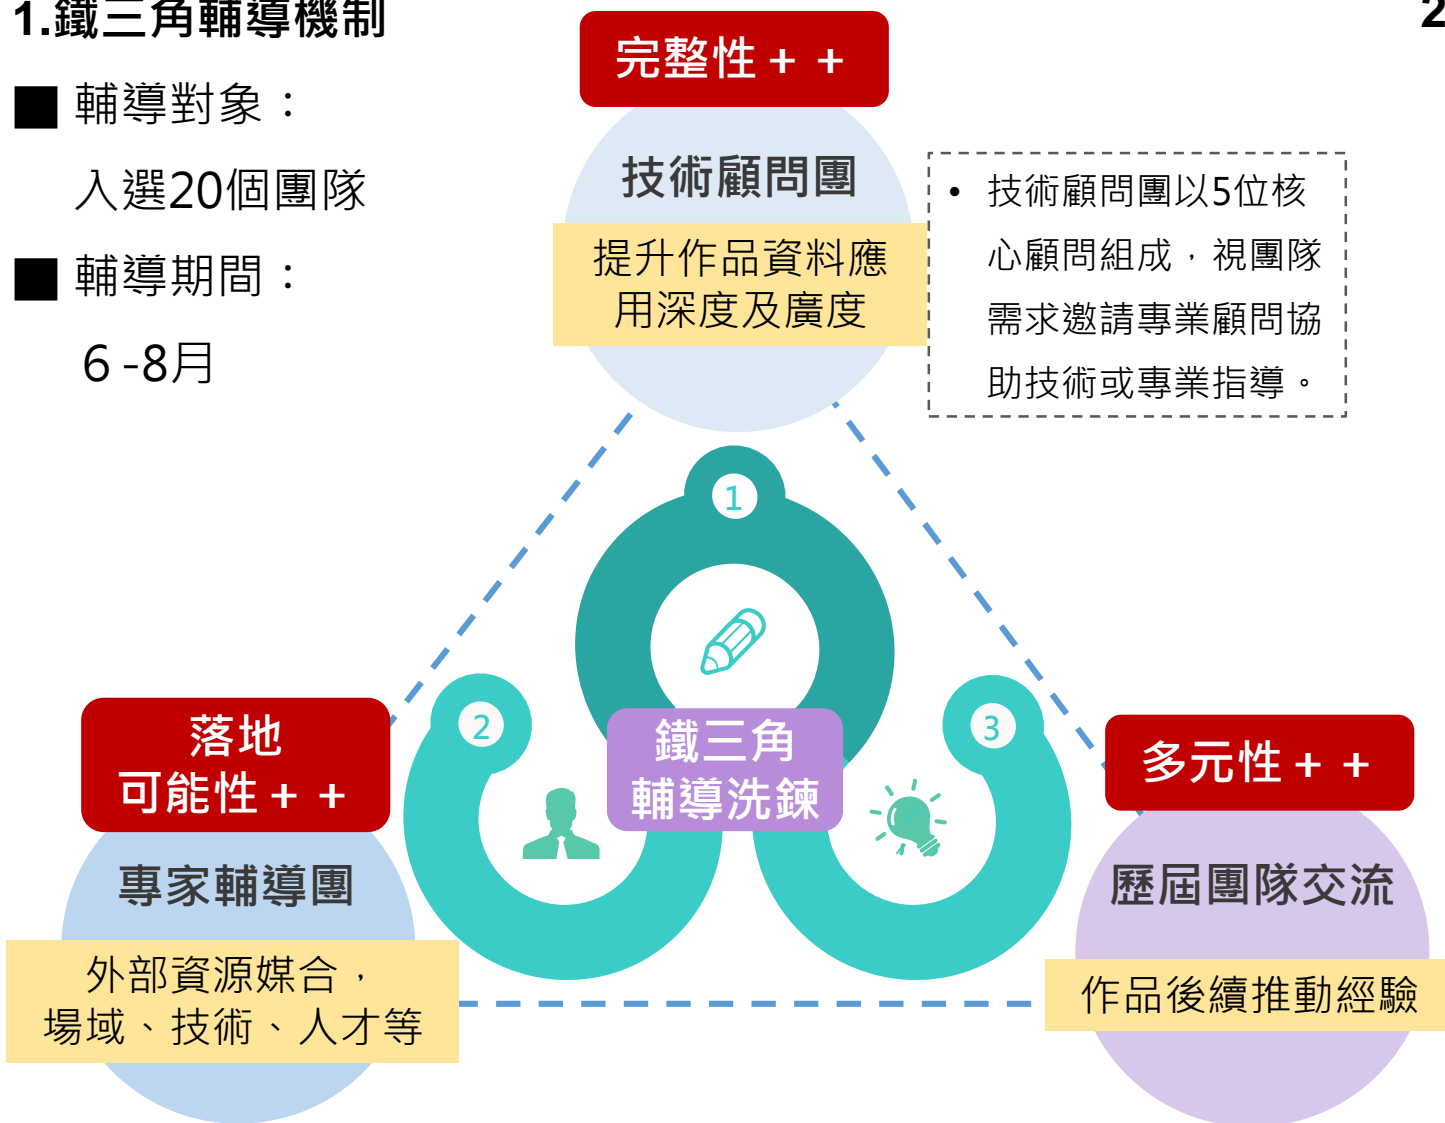 1.鐵三角輔導機制
2
■ 輔導對象：
入選20個團隊
■ 輔導期間：
6 -8月
完整性++
技術顧問團
提升作品資料應
用深度及廣度
• 技術顧問團以5位核
心顧問組成，視團隊
需求邀請專業顧問協
助技術或專業指導。
1
2
3
鐵三角
輔導洗鍊
落地
可能性++
專家輔導團
外部資源媒合，
場域、技術、人才等
多元性++
歷屆團隊交流
作品後續推動經驗